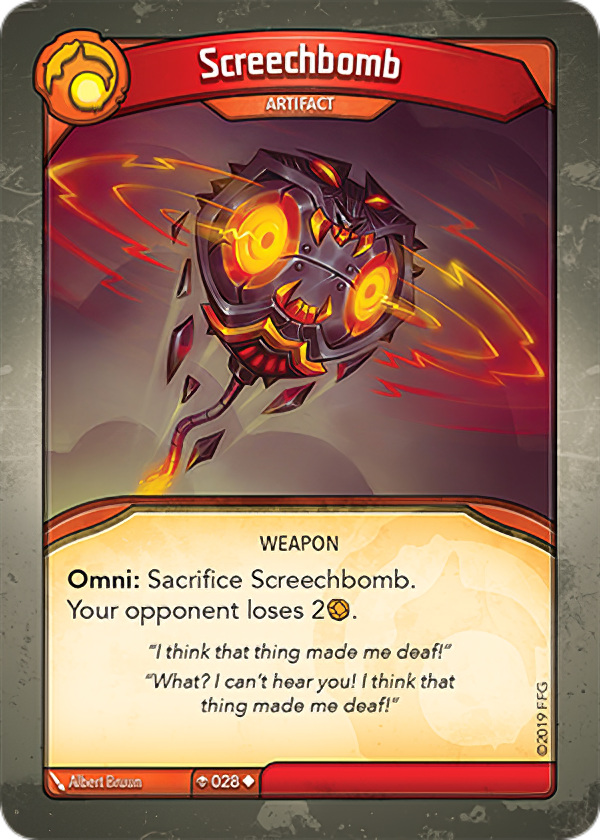 Screechbomb
ARTIFACT
WEAPON
Omni: Sacrifice Screechbomb.
Your opponent loses 2.
"I think that thing made me deaf!"
"What? I can't hear you! I think that
thing made me deaf!"
©2019 FFG
Albert
028